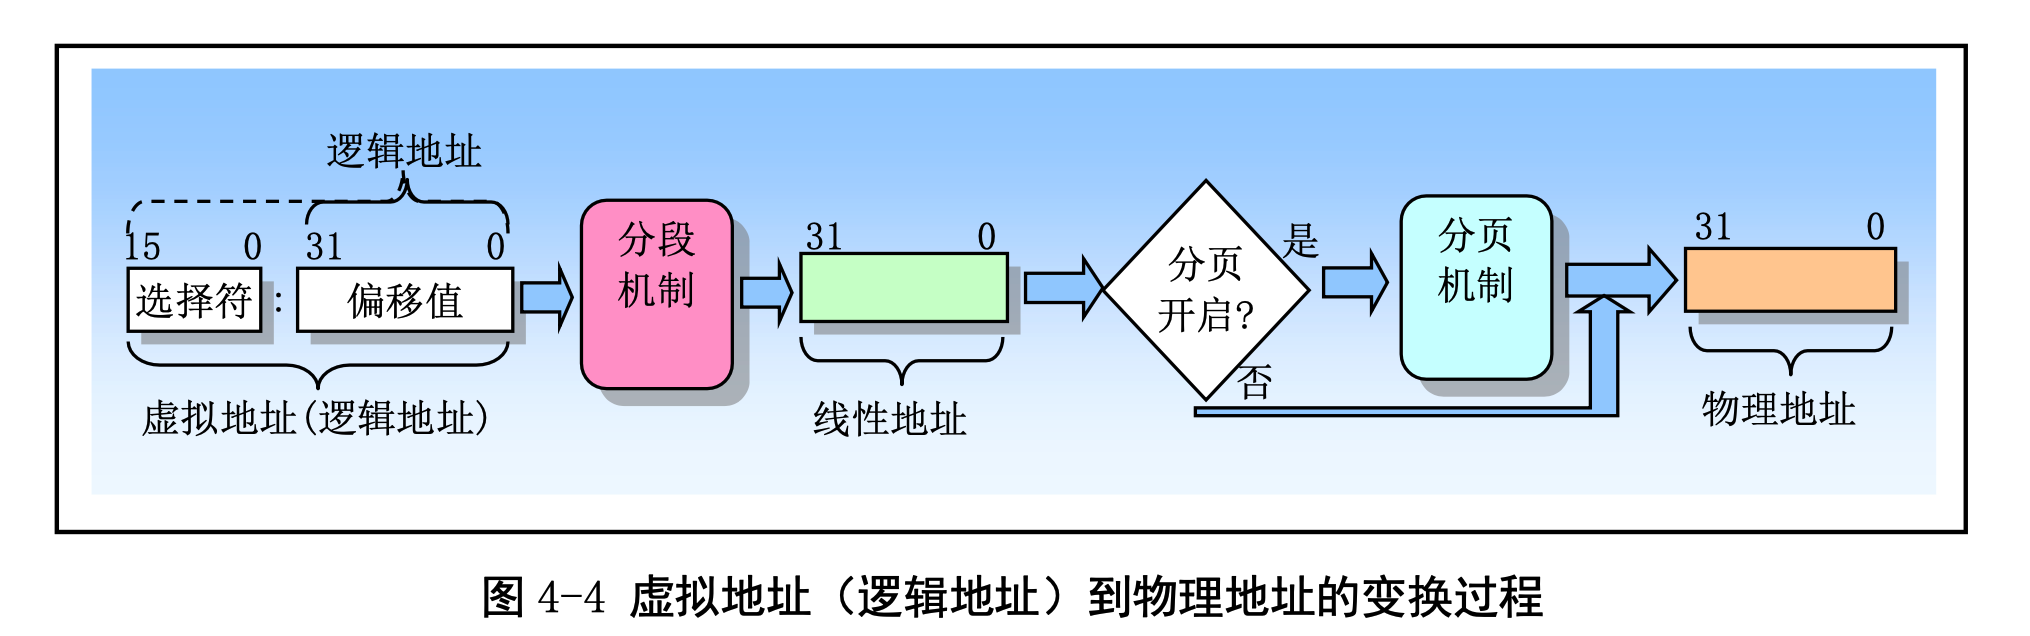 逻辑地址
15 0 31 0
选择符 : 偏移值
虚拟地址(逻辑地址)
分段
机制
31 0
线性地址
分页
开启?
是
否
分页
机制
31 0
物理地址
图 4-4 虚拟地址（逻辑地址）到物理地址的变换过程